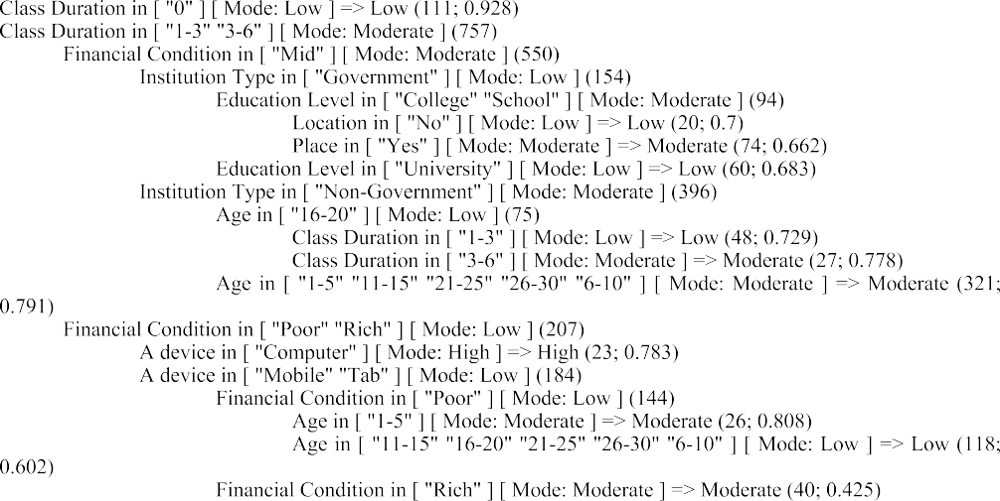 Class Duration in [ "0" ] [ Mode: Low ] => Low (111; 0.928)
Class Duration in [ "1-3" "3-6" ] [ Mode: Moderate ] (757)
Financial Condition in [ "Mid" ] [ Mode: Moderate ] (550)
Institution Type in [ "Government" ] [ Mode: Low ] (154)
Education Level in [ "College" "School" ] [ Mode: Moderate ] (94)
Location in [ "No" ] [ Mode: Low ] => Low (20; 0.7)
Place in [ "Yes" ] [ Mode: Moderate ] => Moderate (74; 0.662)
Education Level in [ "University" ] [ Mode: Low ] => Low (60; 0.683)
Institution Type in [ "Non-Government" ] [ Mode: Moderate ] (396)
Age in [ "16-20" ] [ Mode: Low ] (75)
Class Duration in [ "1-3" ] [ Mode: Low ] => Low (48; 0.729)
Class Duration in [ "3-6" ] [ Mode: Moderate ] => Moderate (27; 0.778)
Age in [ "1-5" "11-15" "21-25" "26-30" "6-10" ] [ Mode: Moderate ] => Moderate (321;
0.791)
Financial Condition in [ "Poor" "Rich" ] [ Mode: Low ] (207)
A device in [ "Computer" ] [ Mode: High ] => High (23; 0.783)
A device in [ "Mobile" "Tab" ] [ Mode: Low ] (184)
Financial Condition in [ "Poor" ] [ Mode: Low ] (144)
Age in [ "1-5" ] [ Mode: Moderate ] => Moderate (26; 0.808)
Age in [ "11-15" "16-20" "21-25" "26-30" "6-10" ] [ Mode: Low ] => Low (118;
0.602)
Financial Condition in [ "Rich" ] [ Mode: Moderate ] => Moderate (40; 0.425)